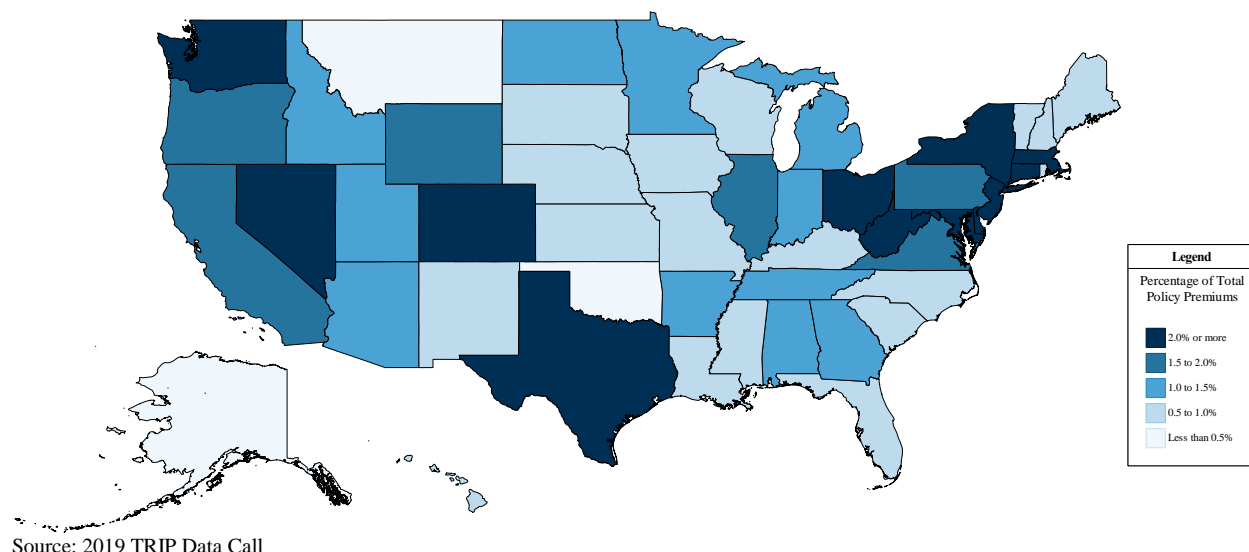 Legend
Percentage of Total
Policy Premiums
2.0% or more
1.5 to 2.0%
1.0 to 1.5%
0.5 to 1.0%
Less than 0.5%
Source: 2019 TRIP Data Call